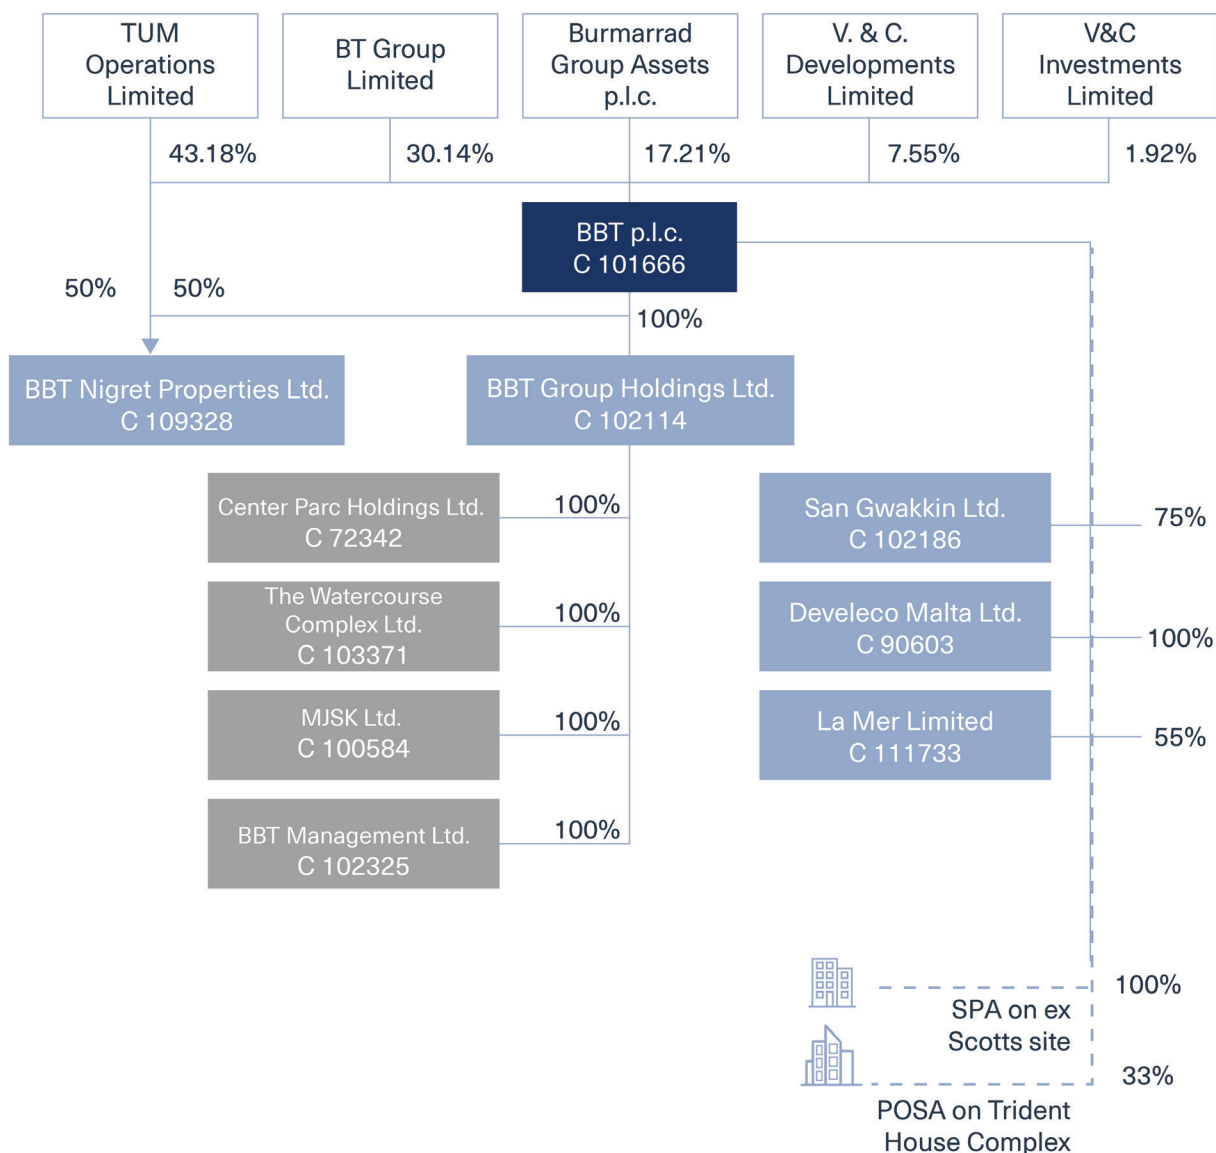 TUM
Operations
Limited
BT Group
Limited
Burmarrad
Group Assets
p.l.c.
V. & C.
Developments
Limited
V&C
Investments
Limited
43.18%
30.14%
17.21%
7.55%
1.92%
BBT p.l.c.
C 101666
50%
50%
100%
BBT Nigret Properties Ltd.
C 109328
BBT Group Holdings Ltd.
C 102114
Center Parc Holdings Ltd.
C 72342
100%
The Watercourse
Complex Ltd.
C 103371
100%
MJSK Ltd.
C 100584
100%
BBT Management Ltd.
C 102325
100%
San Gwakkin Ltd.
C 102186
75%
Develeco Malta Ltd.
C 90603
100%
La Mer Limited
C 111733
55%
100%
SPA on ex
Scotts site
33%
POSA on Trident
House Complex